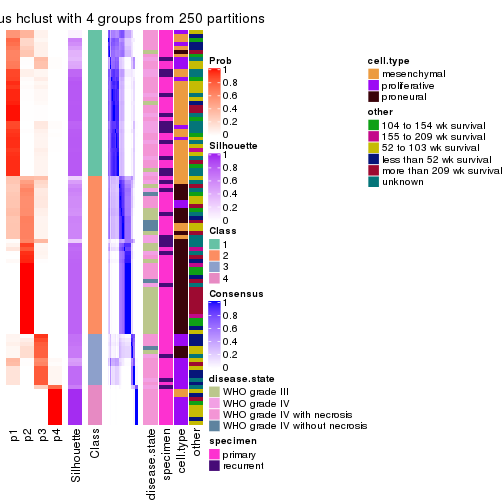 us hclust with 4 groups from 250 partitions
Prob
1
0.8
0.6
0.4
0.2
0
Silhouette
1
0.8
0.6
0.4
0.2
0
Class
1
2
3
4
Consensus
1
0.8
0.6
0.4
0.2
0
disease.state
WHO grade III
WHO grade IV
WHO grade IV with necrosis
WHO grade IV without necrosis
specimen
primary
recurrent
cell.type
mesenchymal
proliferative
proneural
other
104 to 154 wk survival
155 to 209 wk survival
52 to 103 wk survival
less than 52 wk survival
more than 209 wk survival
unknown
p1
p2
p3
p4
Silhouette
Class
disease.state
specimen
cell.type
other